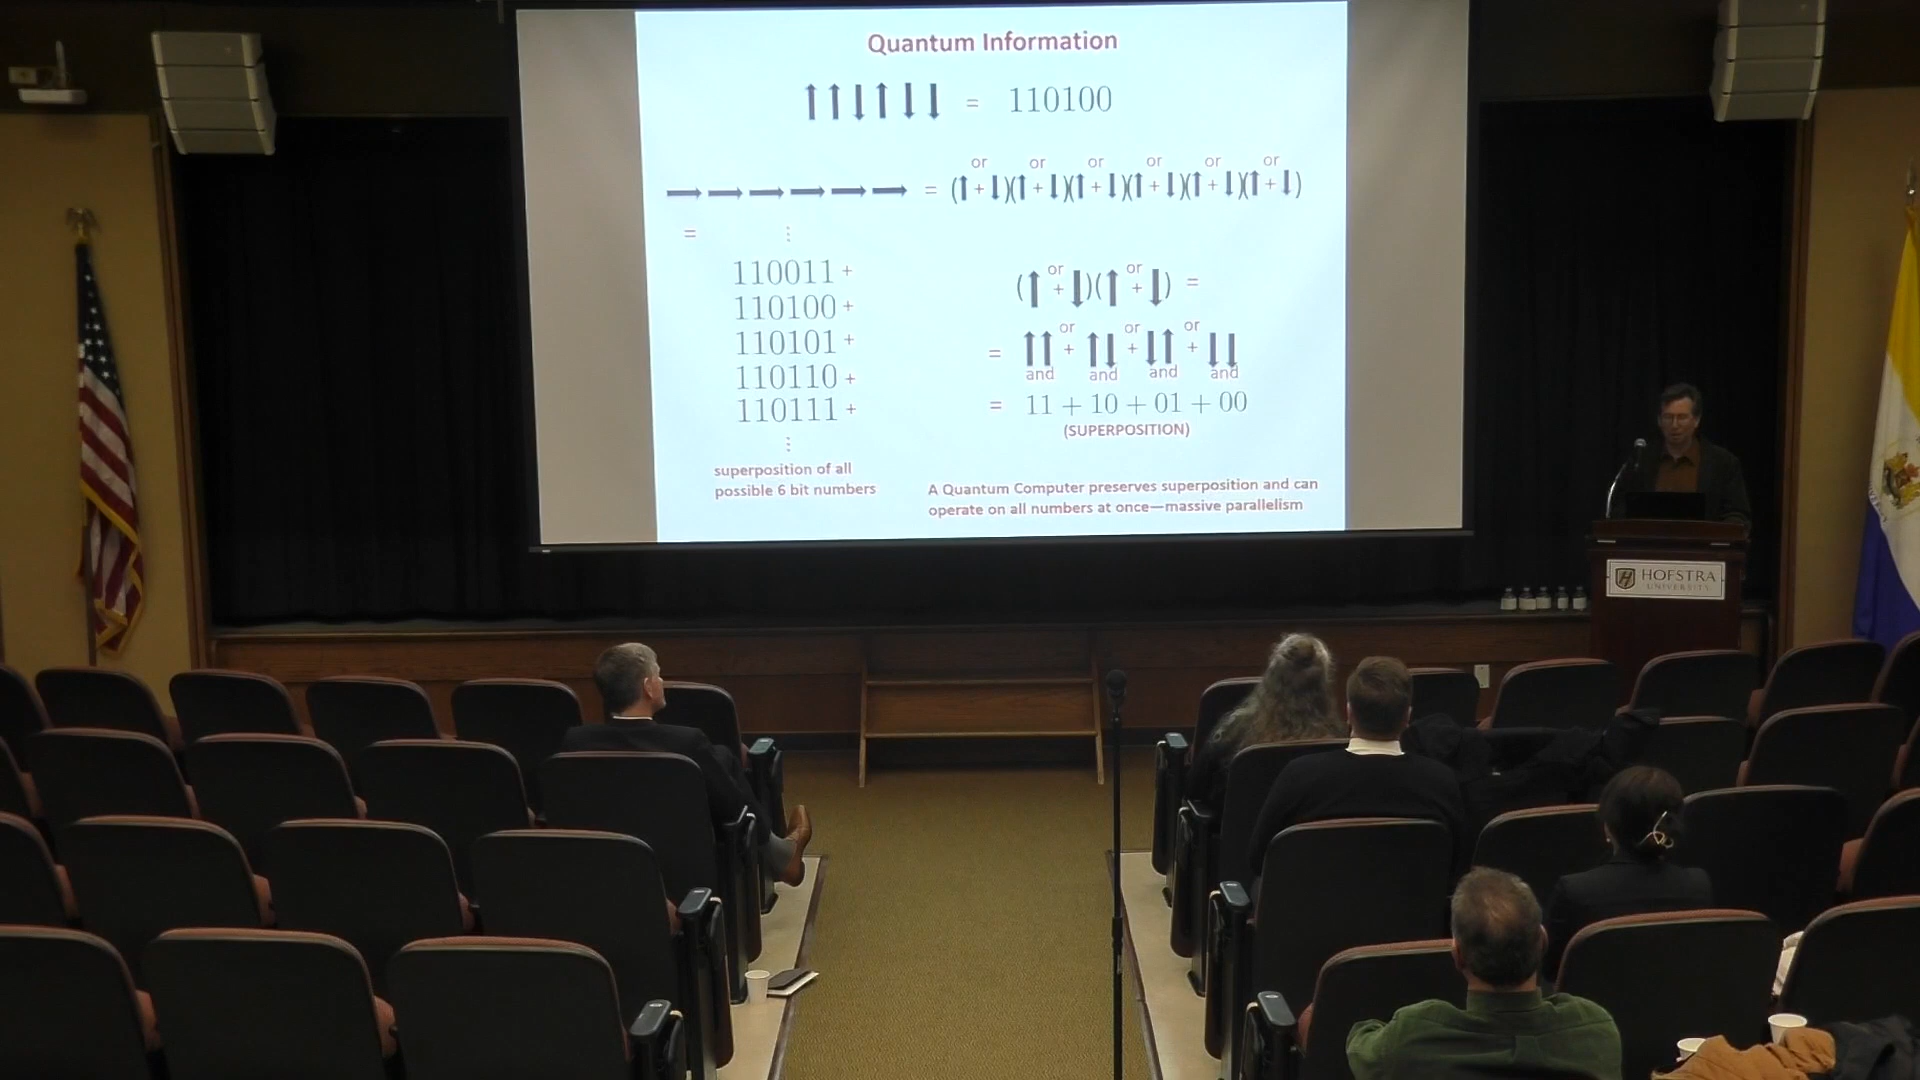 Quantum Information
↑↑↓↑↓↓ = 110100
or or or or or or
→→→→→→ = (↑+↓)(↑+↓)(↑+↓)(↑+↓)(↑+↓)(↑+↓)
= ⋮
110011 +
110100 +
110101 +
110110 +
110111 +
⋮
superposition of all
possible 6 bit numbers
or or
(↑+↓)(↑+↓) =
or or or
= ↑↑ + ↑↓ + ↓↑ + ↓↓
and and and and
= 11 + 10 + 01 + 00
(SUPERPOSITION)
A Quantum Computer preserves superposition and can
operate on all numbers at once—massive parallelism
HOFSTRA
UNIVERSITY